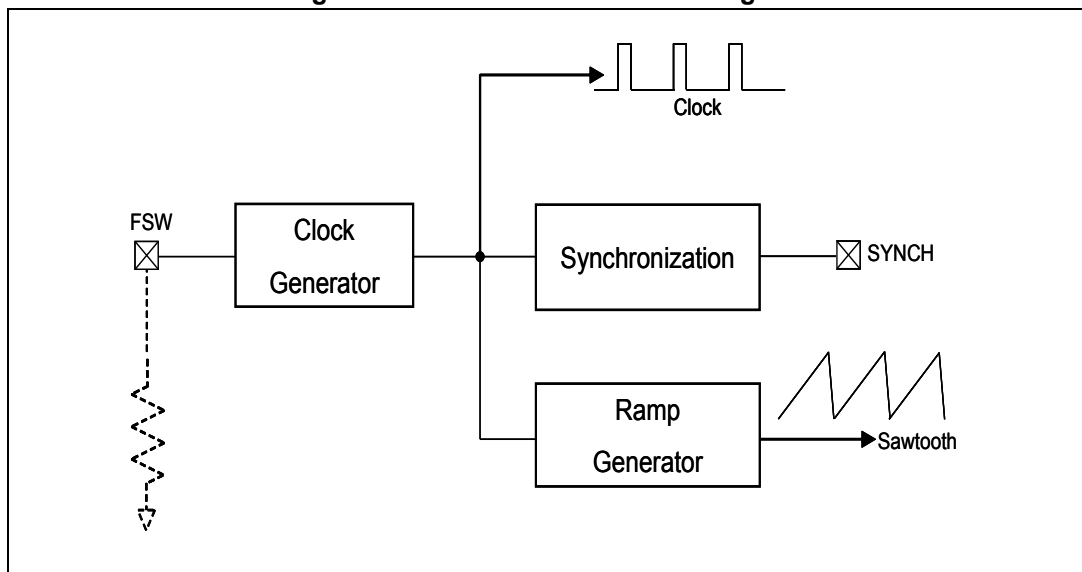 Clock
FSW
Clock
Generator
Synchronization
SYNCH
Ramp
Generator
Sawtooth